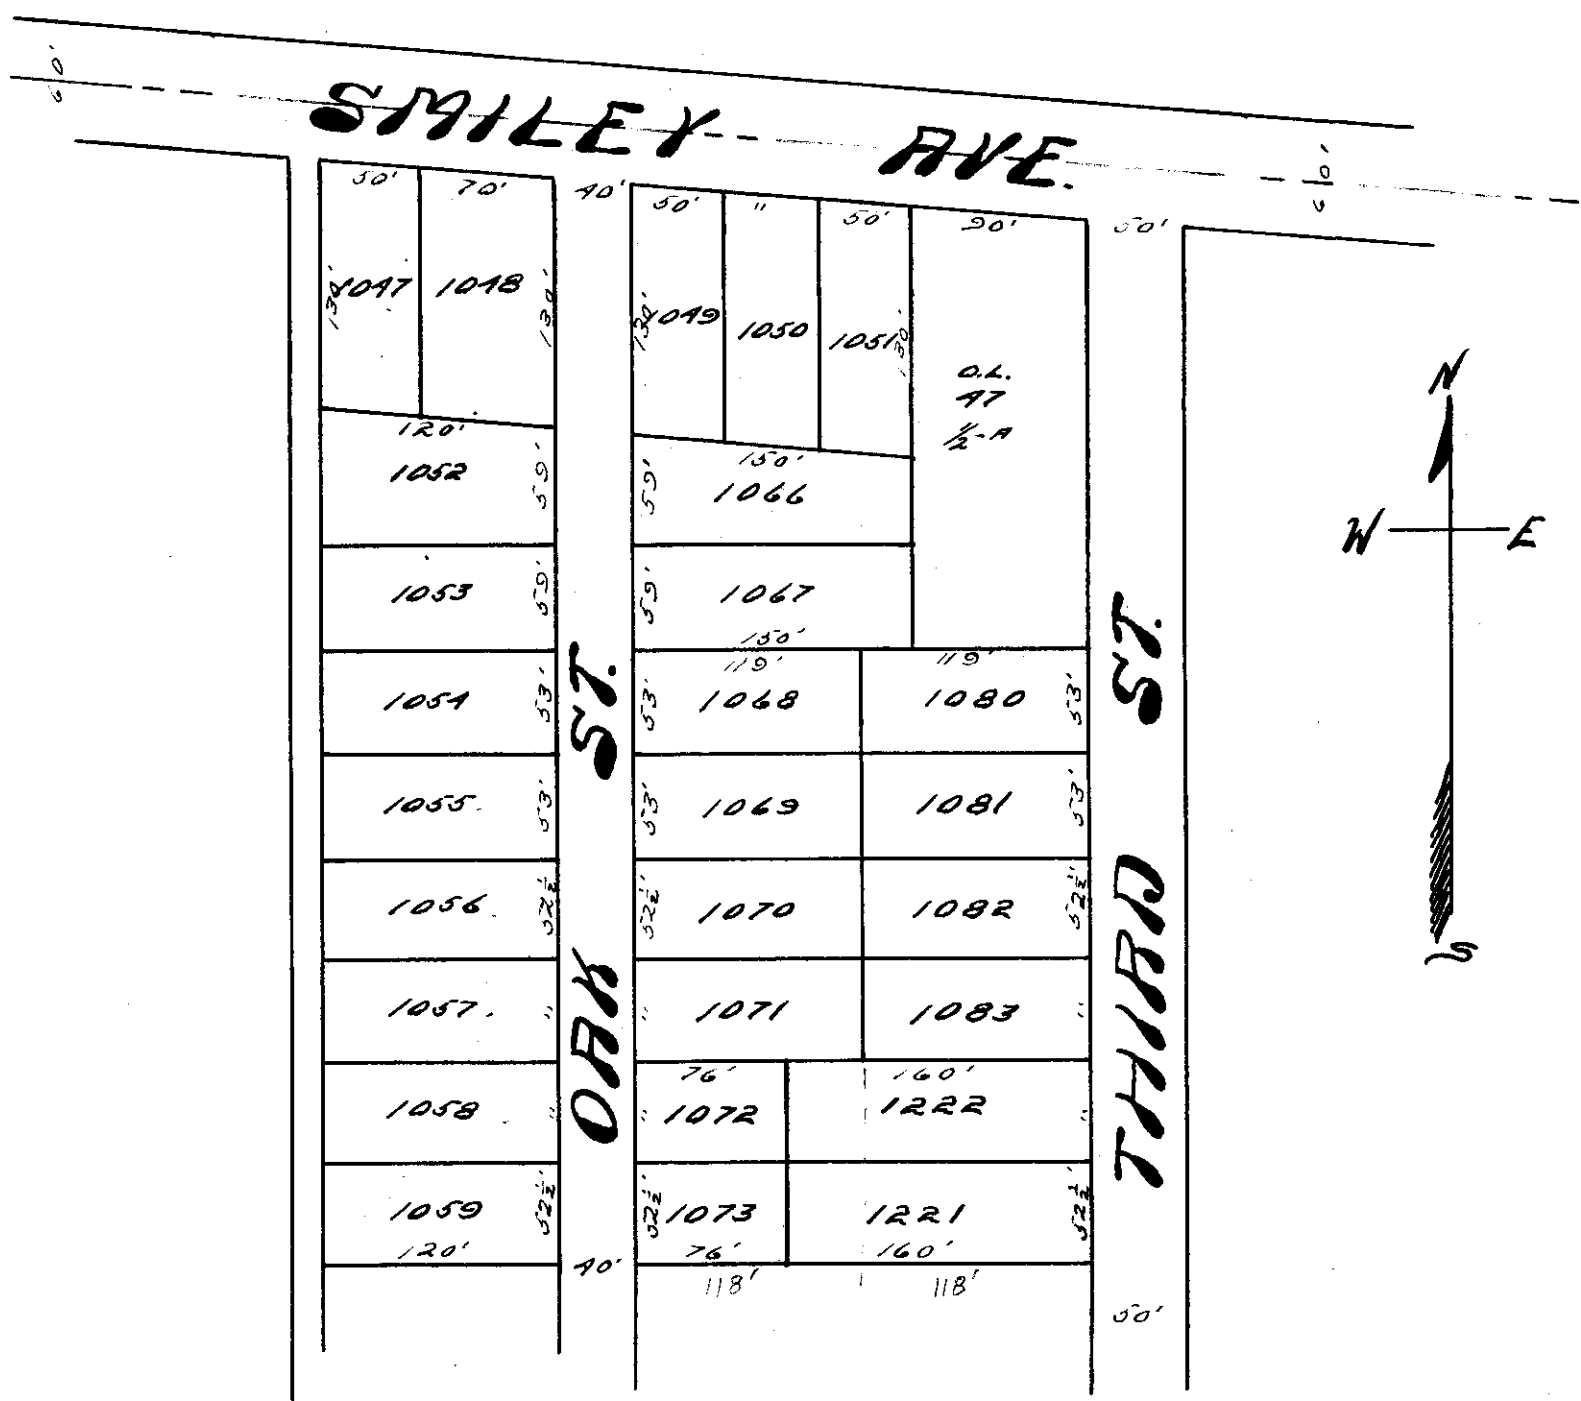 60'
SMILEY AVE.
60'
50' 70' 40' 50' " 50' 90' 50'
130' 1047 1048 130' 130' 1049 1050 1051 130'
O.L.
47
1/2-A
120'
1052 59'
59' 150'
1066
1053 59'
59' 1067
150'
119' 119'
1054 53' 53' 1068 1080 53'
1055 53' 53' 1069 1081 53'
1056 52½' 52½' 1070 1082 52½'
1057 " " 1071 1083 "
76' 160'
1058 " " 1072 1222 "
1059 52½' 52½' 1073 1221 52½'
120' 40' 76' 160'
118' 118'
50'
OAK ST.
THIRD ST.
N
W E
S